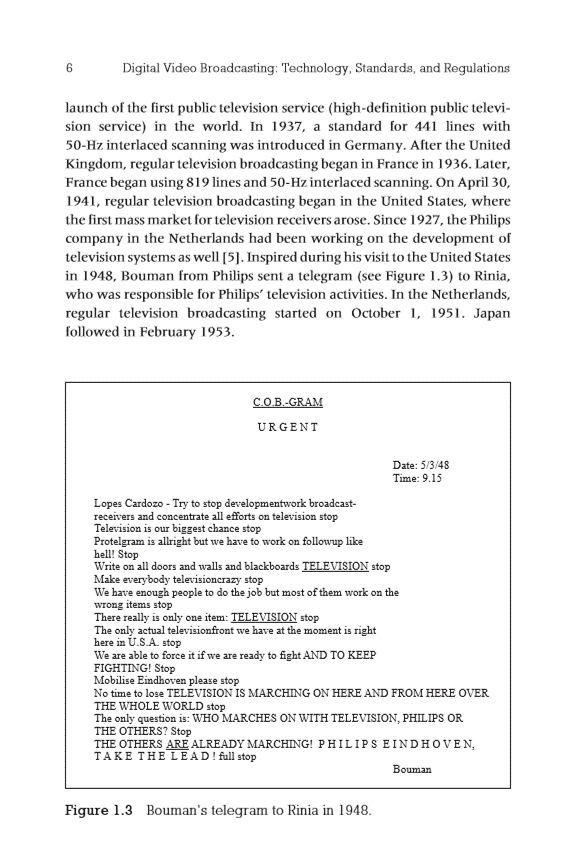 6 Digital Video Broadcasting: Technology, Standards, and Regulations
launch of the first public television service (high-definition public televi-
sion service) in the world. In 1937, a standard for 441 lines with
50-Hz interlaced scanning was introduced in Germany. After the United
Kingdom, regular television broadcasting began in France in 1936. Later,
France began using 819 lines and 50-Hz interlaced scanning. On April 30,
1941, regular television broadcasting began in the United States, where
the first mass market for television receivers arose. Since 1927, the Philips
company in the Netherlands had been working on the development of
television systems as well [5]. Inspired during his visit to the United States
in 1948, Bouman from Philips sent a telegram (see Figure 1.3) to Rinia,
who was responsible for Philips' television activities. In the Netherlands,
regular television broadcasting started on October 1, 1951. Japan
followed in February 1953.
C.O.B.-GRAM
U R G E N T
Date: 5/3/48
Time: 9.15
Lopes Cardozo - Try to stop developmentwork broadcast-
receivers and concentrate all efforts on television stop
Television is our biggest chance stop
Protelgram is allright but we have to work on followup like
hell! Stop
Write on all doors and walls and blackboards TELEVISION stop
Make everybody televisioncrazy stop
We have enough people to do the job but most of them work on the
wrong items stop
There really is only one item: TELEVISION stop
The only actual televisionfront we have at the moment is right
here in U.S.A. stop
We are able to force it if we are ready to fight AND TO KEEP
FIGHTING! Stop
Mobilise Eindhoven please stop
No time to lose TELEVISION IS MARCHING ON HERE AND FROM HERE OVER
THE WHOLE WORLD stop
The only question is: WHO MARCHES ON WITH TELEVISION, PHILIPS OR
THE OTHERS? Stop
THE OTHERS ARE ALREADY MARCHING! P H I L I P S E I N D H O V E N,
T A K E T H E L E A D ! full stop
Bouman
Figure 1.3 Bouman's telegram to Rinia in 1948.